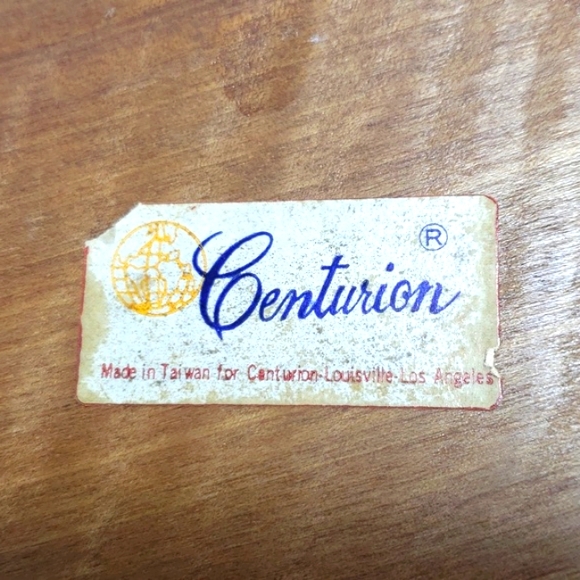 Centurion ®
Made in Taiwan for Centurion-Louisville-Los Angeles